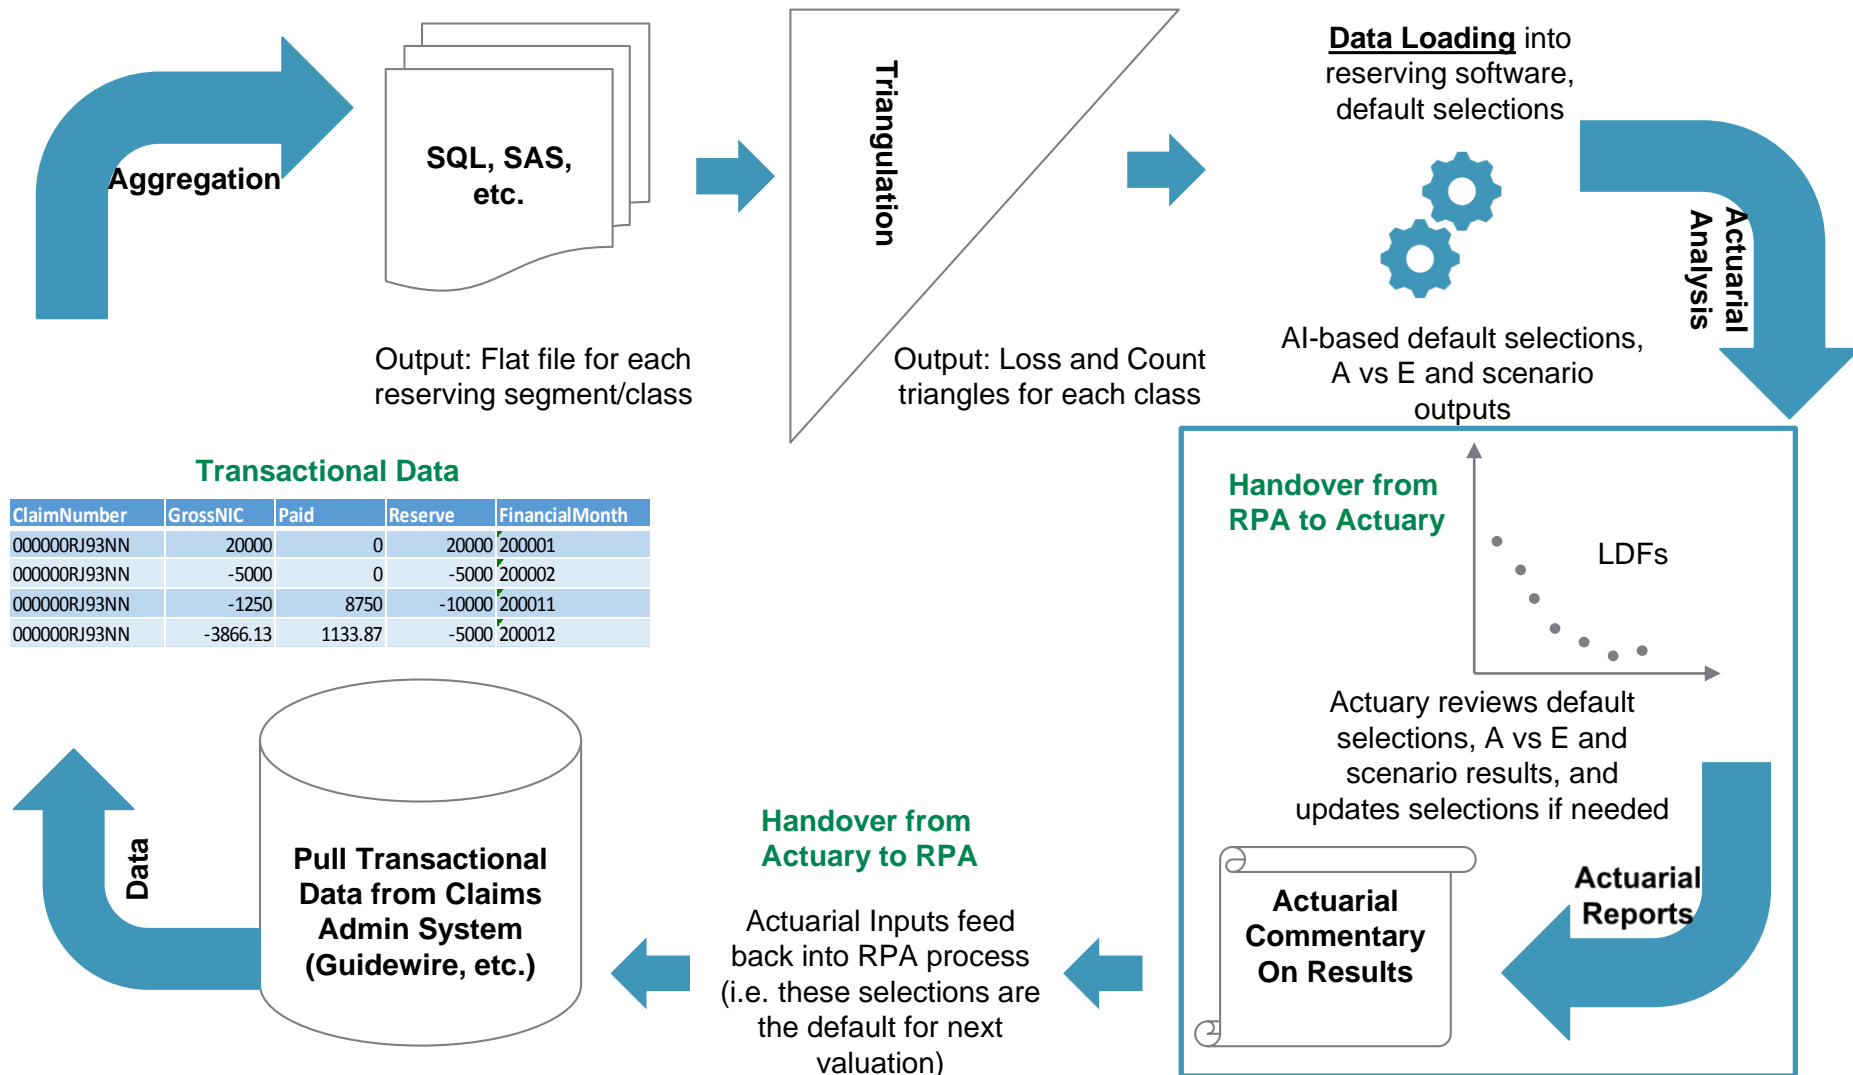 Aggregation
SQL, SAS,
etc.
Output: Flat file for each
reserving segment/class
Triangulation
Output: Loss and Count
triangles for each class
Data Loading into
reserving software,
default selections
AI-based default selections,
A vs E and scenario
outputs
Actuarial
Analysis
Transactional Data
ClaimNumber GrossNIC Paid Reserve FinancialMonth
000000RJ93NN 20000 0 20000 200001
000000RJ93NN -5000 0 -5000 200002
000000RJ93NN -1250 8750 -10000 200011
000000RJ93NN -3866.13 1133.87 -5000 200012
Handover from
RPA to Actuary
LDFs
Actuary reviews default
selections, A vs E and
scenario results, and
updates selections if needed
Actuarial
Reports
Actuarial
Commentary
On Results
Handover from
Actuary to RPA
Actuarial Inputs feed
back into RPA process
(i.e. these selections are
the default for next
valuation)
Pull Transactional
Data from Claims
Admin System
(Guidewire, etc.)
Data